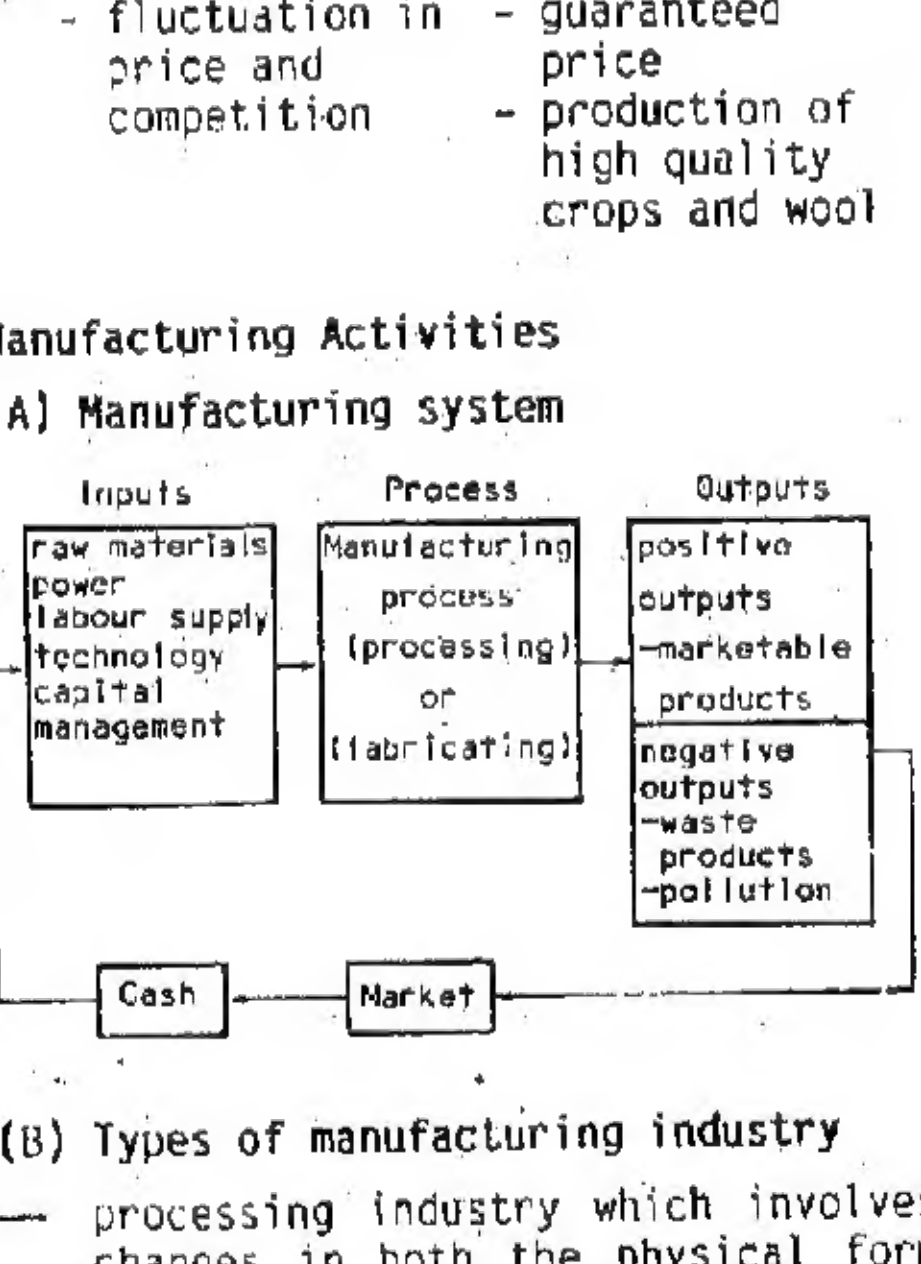 - fluctuation in
price and
competition
- guaranteed
price
- production of
high quality
crops and wool
Manufacturing Activities
A) Manufacturing system
Inputs
raw materials
power
labour supply
technology
capital
management
Process
Manufacturing
process
(processing)
or
(fabricating)
Outputs
positive
outputs
-marketable
products
negative
outputs
-waste
products
-pollution
Cash
Market
(B) Types of manufacturing industry
— processing industry which involves
changes in both the physical form